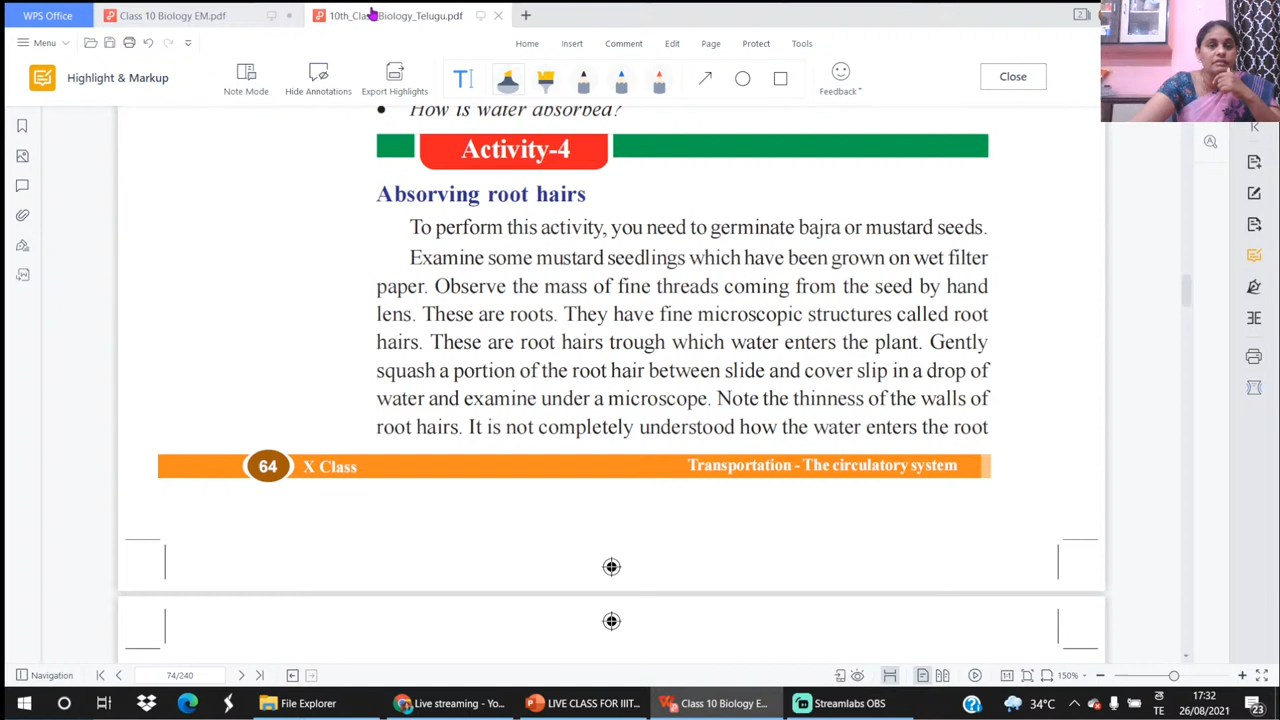 WPS Office
Class 10 Biology EM.pdf
Biology_Telugu.pdf
2
Menu
Home
Insert
Comment
Edit
Page
Protect
Tools
Highlight & Markup
Note Mode
Hide Annotations
Export Highlights
Feedback
Close
How is water absorbed?
Activity-4
Absorving root hairs
To perform this activity, you need to germinate bajra or mustard seeds.
Examine some mustard seedlings which have been grown on wet filter
paper. Observe the mass of fine threads coming from the seed by hand
lens. These are roots. They have fine microscopic structures called root
hairs. These are root hairs trough which water enters the plant. Gently
squash a portion of the root hair between slide and cover slip in a drop of
water and examine under a microscope. Note the thinness of the walls of
root hairs. It is not completely understood how the water enters the root
64 X Class
Transportation - The circulatory system
Navigation
74/240
150%
File Explorer
Live streaming - Yo...
LIVE CLASS FOR IIIT...
Class 10 Biology E...
Streamlabs OBS
34°C
TE
17:32
26/08/2021
23